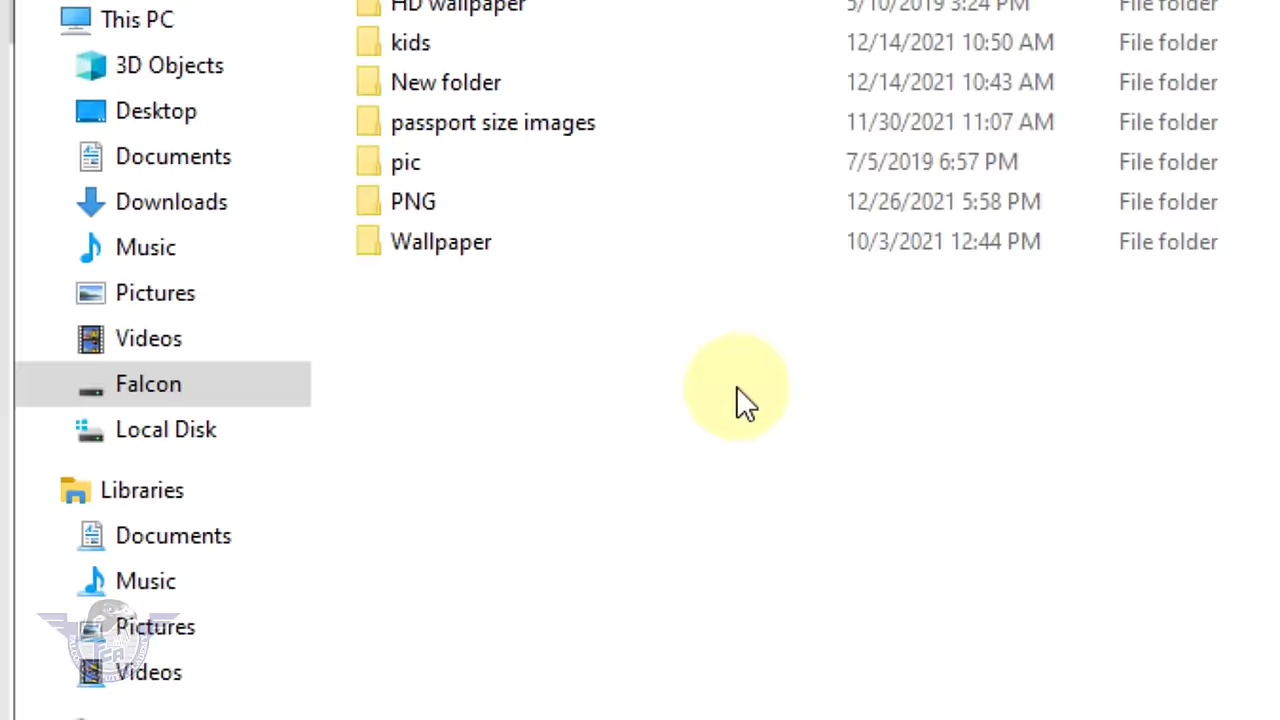 This PC
3D Objects
Desktop
Documents
Downloads
Music
Pictures
Videos
Falcon
Local Disk
Libraries
Documents
Music
Pictures
Videos
HD wallpaper 5/10/2019 3:24 PM File folder
kids 12/14/2021 10:50 AM File folder
New folder 12/14/2021 10:43 AM File folder
passport size images 11/30/2021 11:07 AM File folder
pic 7/5/2019 6:57 PM File folder
PNG 12/26/2021 5:58 PM File folder
Wallpaper 10/3/2021 12:44 PM File folder